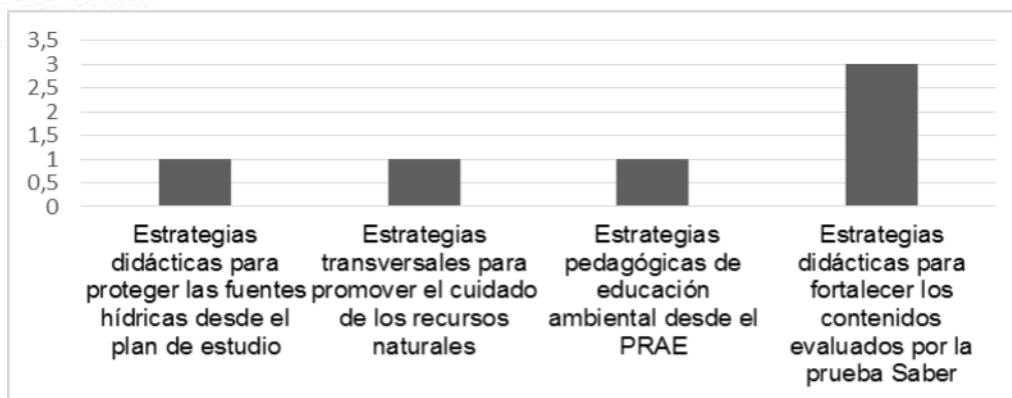 3,5
3
2,5
2
1,5
1
0,5
0
Estrategias
didácticas para
proteger las fuentes
hídricas desde el
plan de estudio
Estrategias
transversales para
promover el cuidado
de los recursos
naturales
Estrategias
pedagógicas de
educación
ambiental desde el
PRAE
Estrategias
didácticas para
fortalecer los
contenidos
evaluados por la
prueba Saber